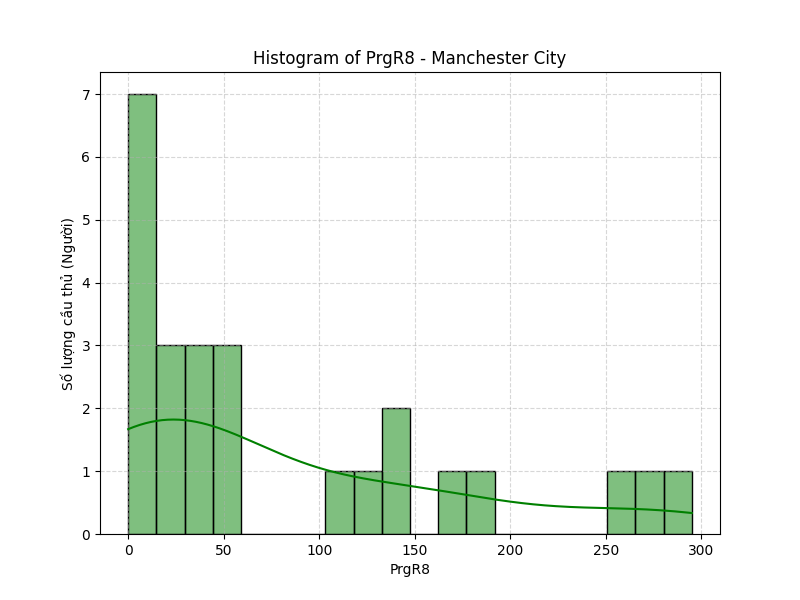 Histogram of PrgR8 - Manchester City
Số lượng cầu thủ (Người)
7
6
5
4
3
2
1
0
0 50 100 150 200 250 300
PrgR8